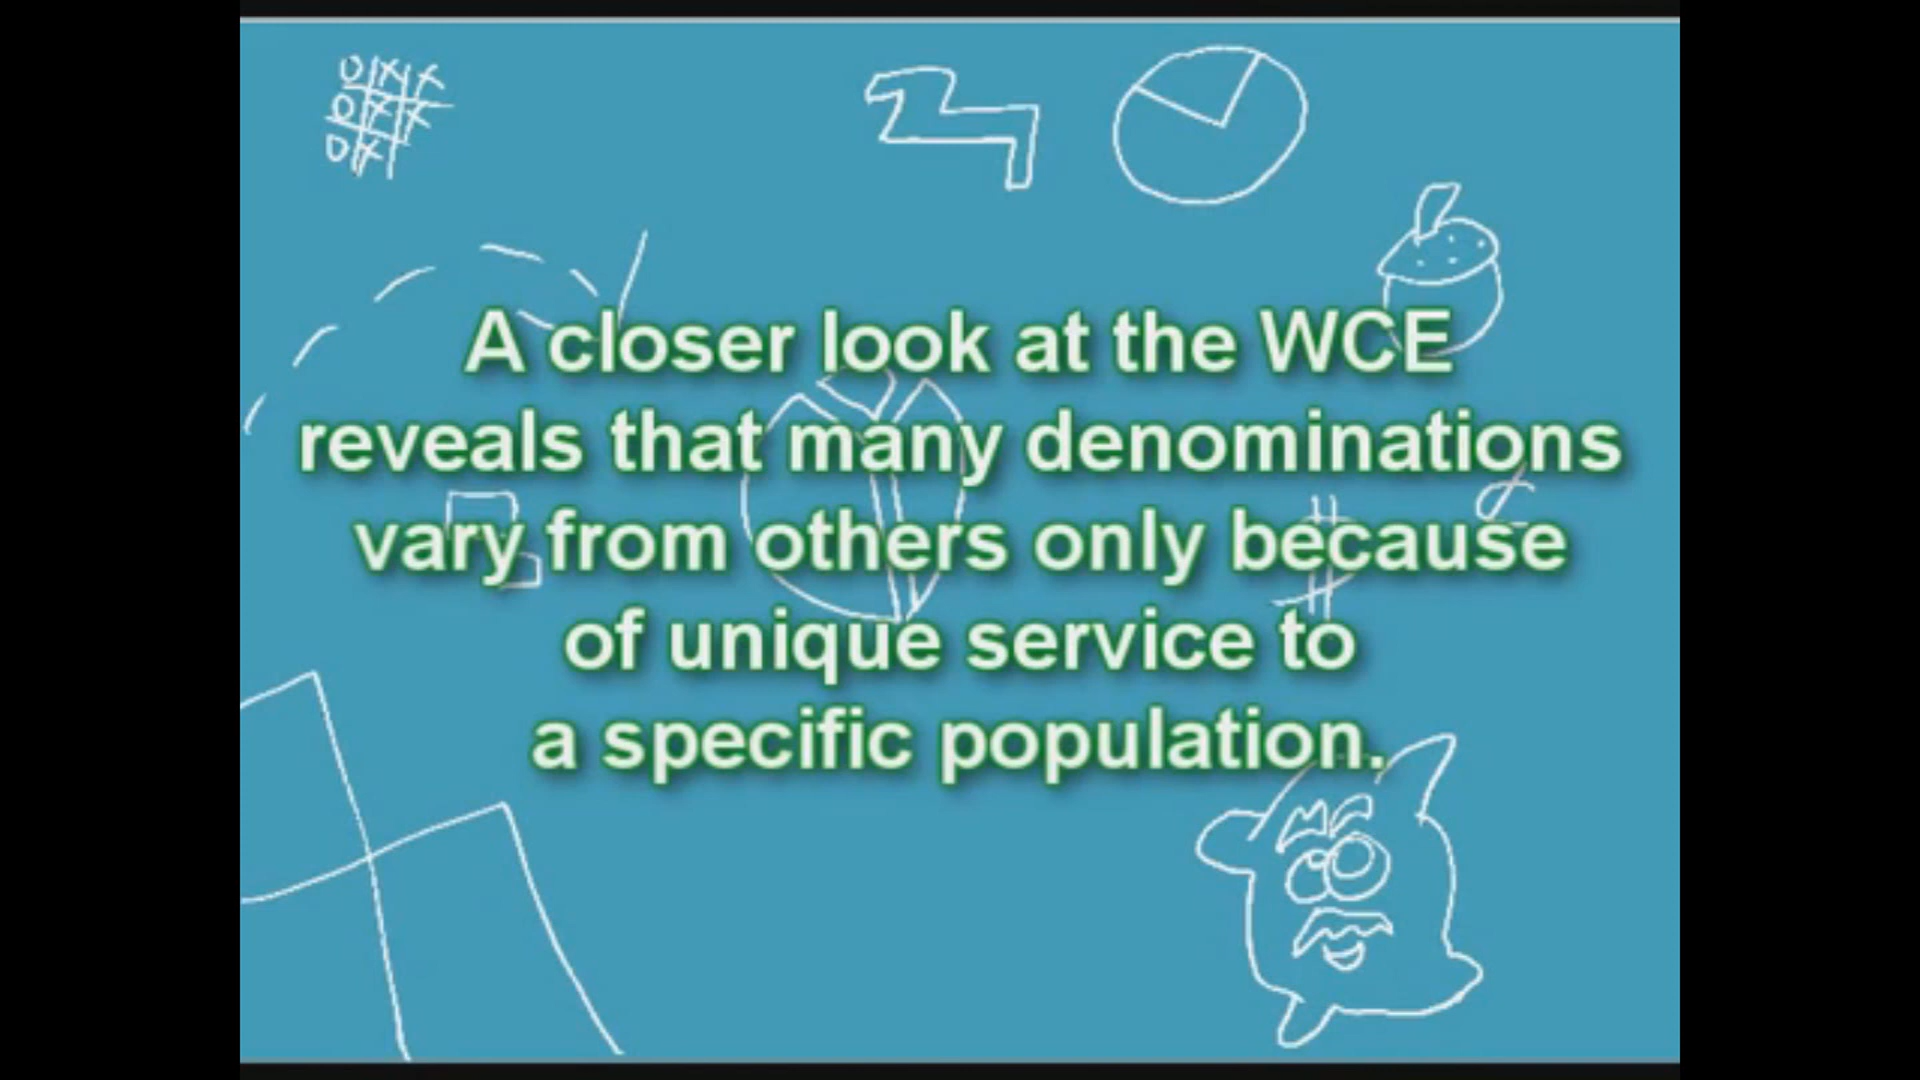 A closer look at the WCE
reveals that many denominations
vary from others only because
of unique service to
a specific population.